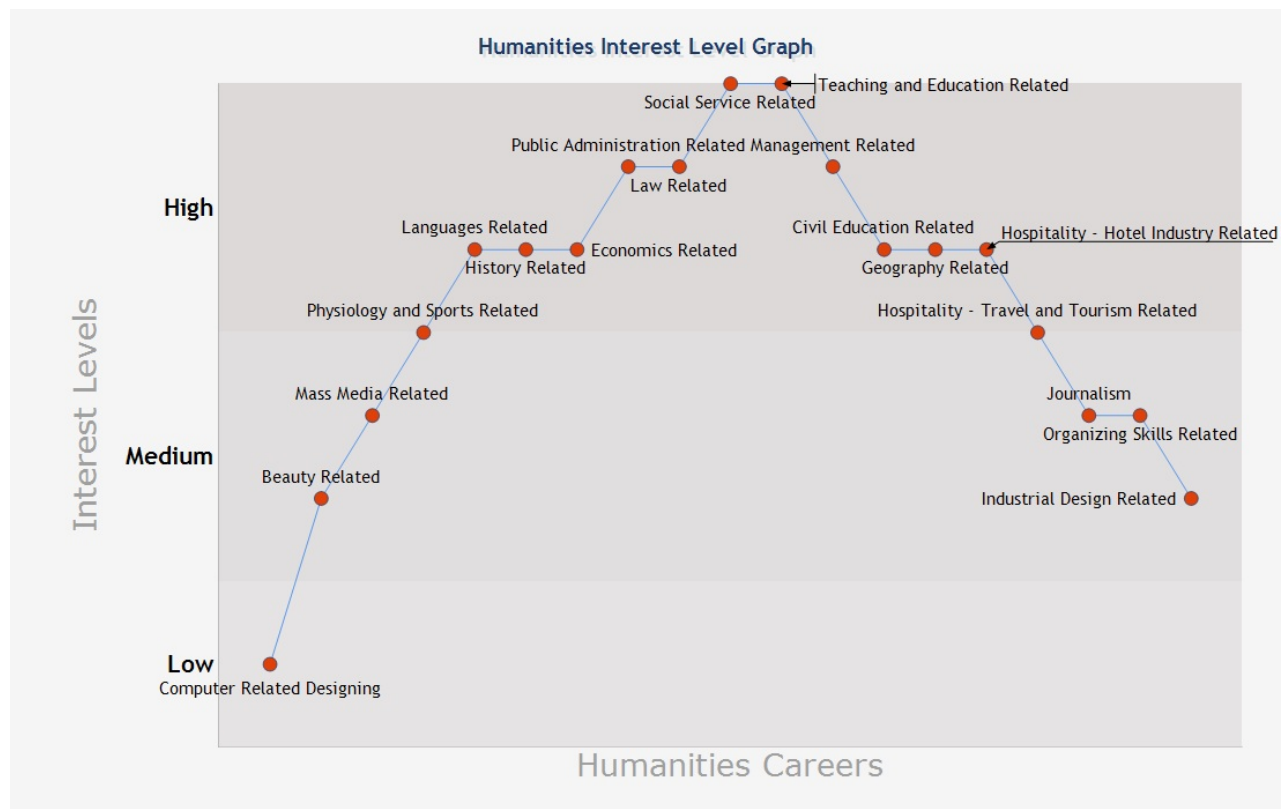 Humanities Interest Level Graph
Teaching and Education Related
Social Service Related
Public Administration Related
Management Related
Law Related
High
Languages Related
Civil Education Related
Hospitality - Hotel Industry Related
Economics Related
History Related
Geography Related
Physiology and Sports Related
Hospitality - Travel and Tourism Related
Interest Levels
Mass Media Related
Journalism
Organizing Skills Related
Medium
Beauty Related
Industrial Design Related
Low
Computer Related Designing
Humanities Careers